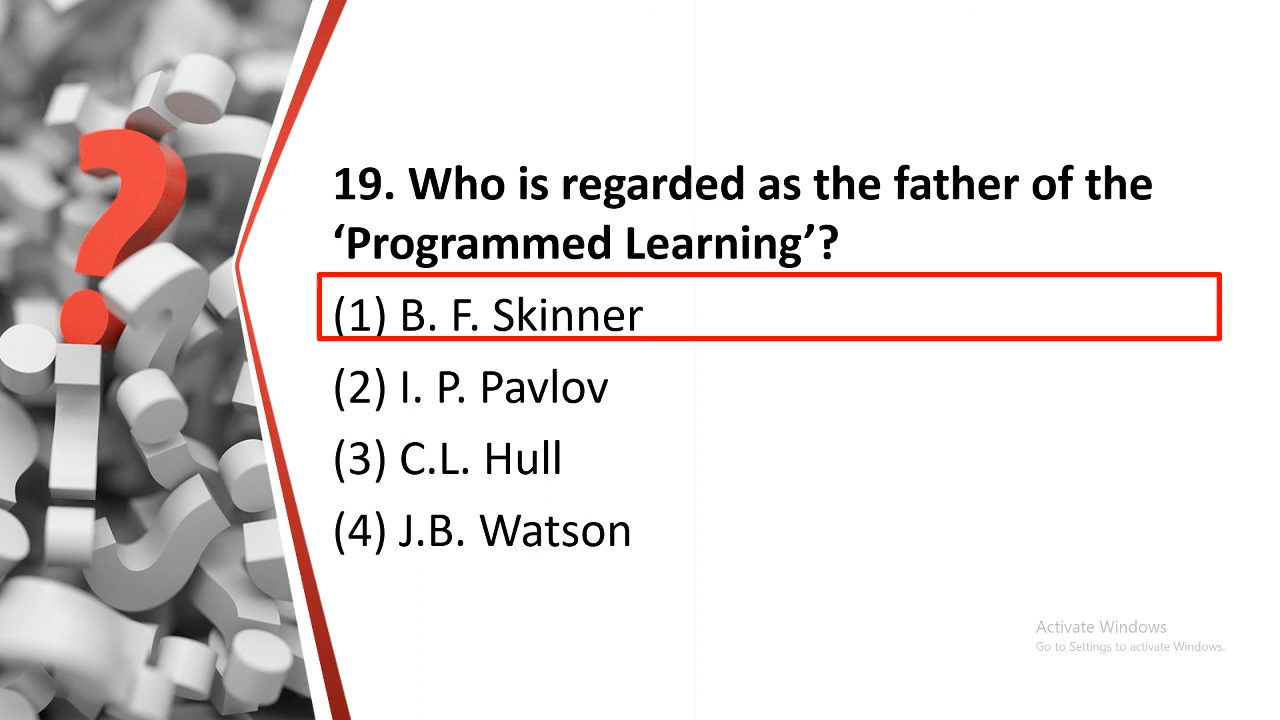 19. Who is regarded as the father of the
‘Programmed Learning’?
(1) B. F. Skinner
(2) I. P. Pavlov
(3) C.L. Hull
(4) J.B. Watson
Activate Windows
Go to Settings to activate Windows.